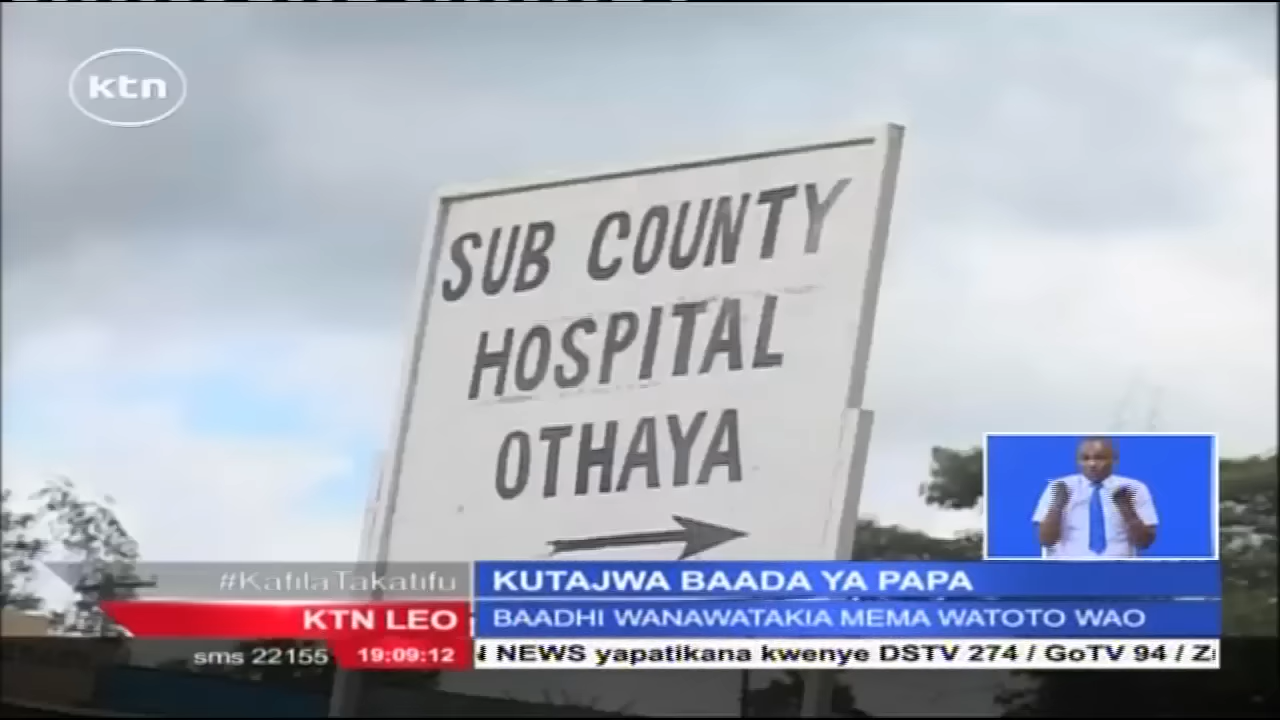 ktn
SUB COUNTY
HOSPITAL
OTHAYA
#KafilaTakatifu
KUTAJWA BAADA YA PAPA
KTN LEO
BAADHI WANAWATAKIA MEMA WATOTO WAO
sms 22155
19:09:12
NEWS yapatikana kwenye DSTV 274 / GoTV 94 /